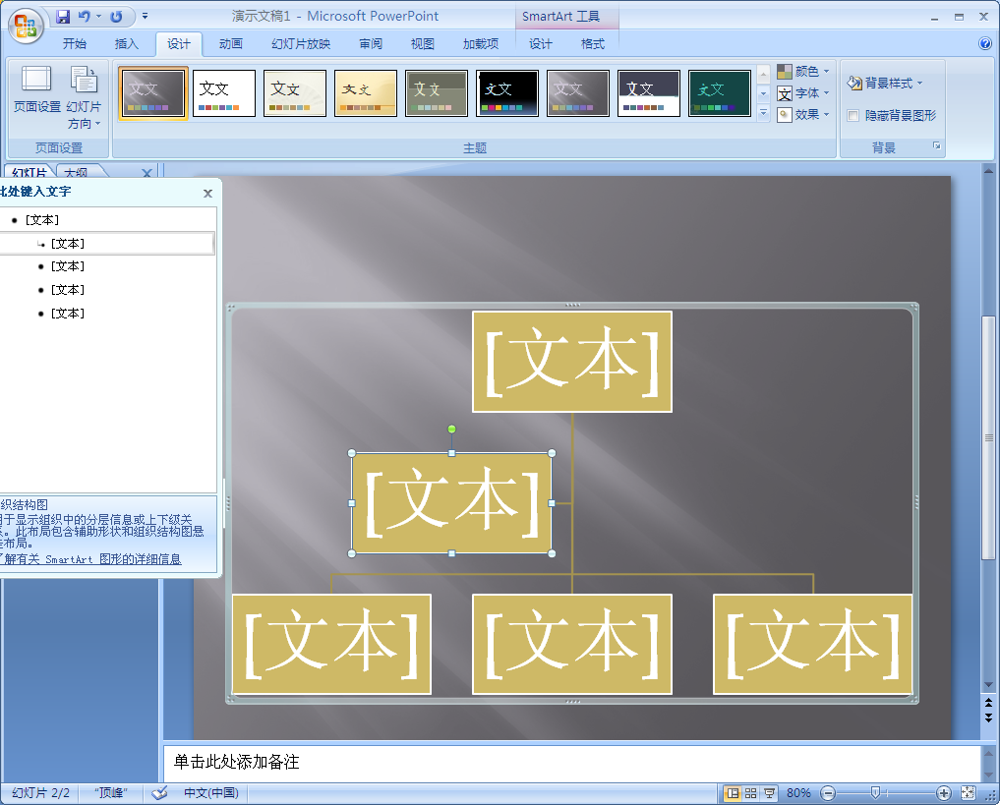 演示文稿1 - Microsoft PowerPoint
SmartArt 工具
开始 插入 设计 动画 幻灯片放映 审阅 视图 加载项 设计 格式
页面设置
幻灯片
方向
页面设置
文文
文文
文文
文文
文文
文文
文文
文文
文文
主题
颜色
字体
效果
背景样式
隐藏背景图形
背景
幻灯片 大纲
此处键入文字
[文本]
[文本]
[文本]
[文本]
[文本]
织结构图
用于显示组织中的分层信息或上下级关
系。此布局包含辅助形状和组织结构图悬
挂布局。
了解有关 SmartArt 图形的详细信息
[文本]
[文本]
[文本] [文本] [文本]
单击此处添加备注
幻灯片 2/2 "顶峰" 中文(中国) 80%